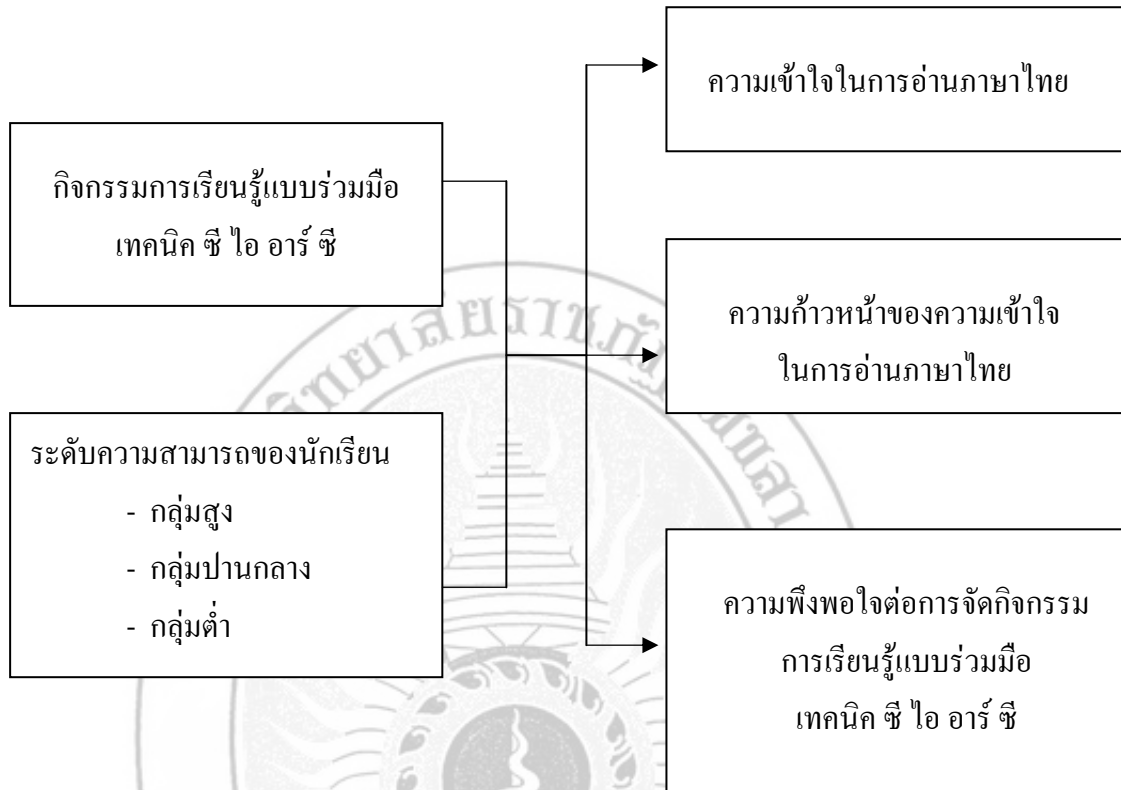 ความเข้าใจในการอ่านภาษาไทย
กิจกรรมการเรียนรู้แบบร่วมมือ
เทคนิค ซี ไอ อาร์ ซี
ความก้าวหน้าของความเข้าใจ
ในการอ่านภาษาไทย
ระดับความสามารถของนักเรียน
- กลุ่มสูง
- กลุ่มปานกลาง
- กลุ่มต่ำ
ความพึงพอใจต่อการจัดกิจกรรม
การเรียนรู้แบบร่วมมือ
เทคนิค ซี ไอ อาร์ ซี